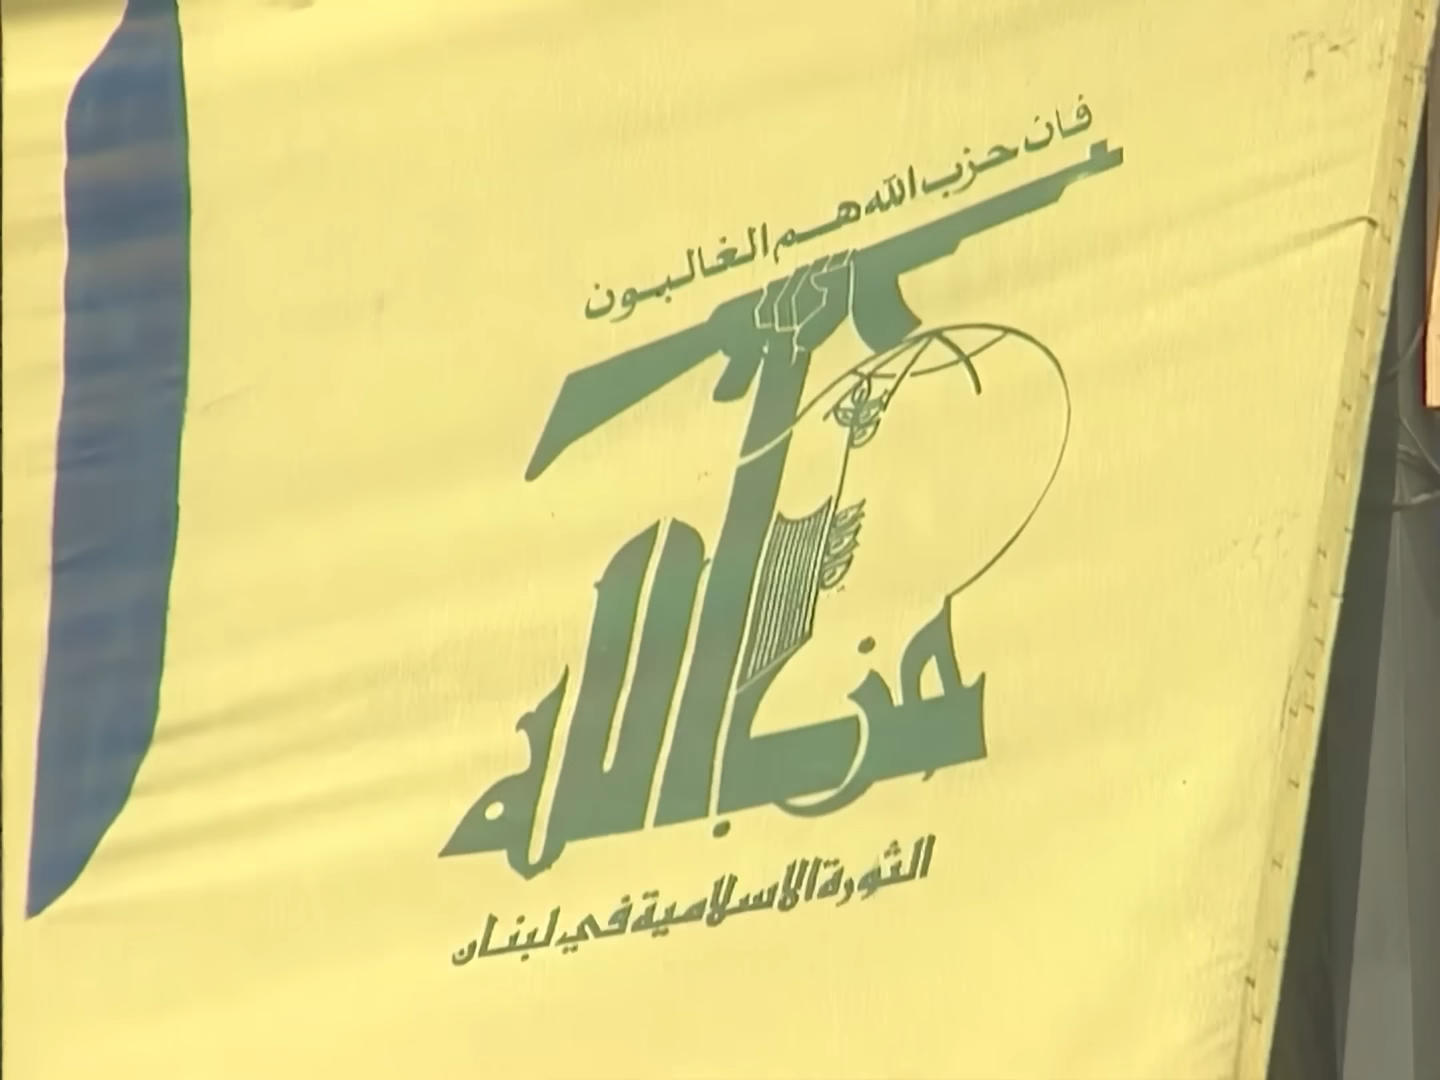 فان حزب الله هم الغالبون
حزب الله
الثورة الاسلامية في لبنان